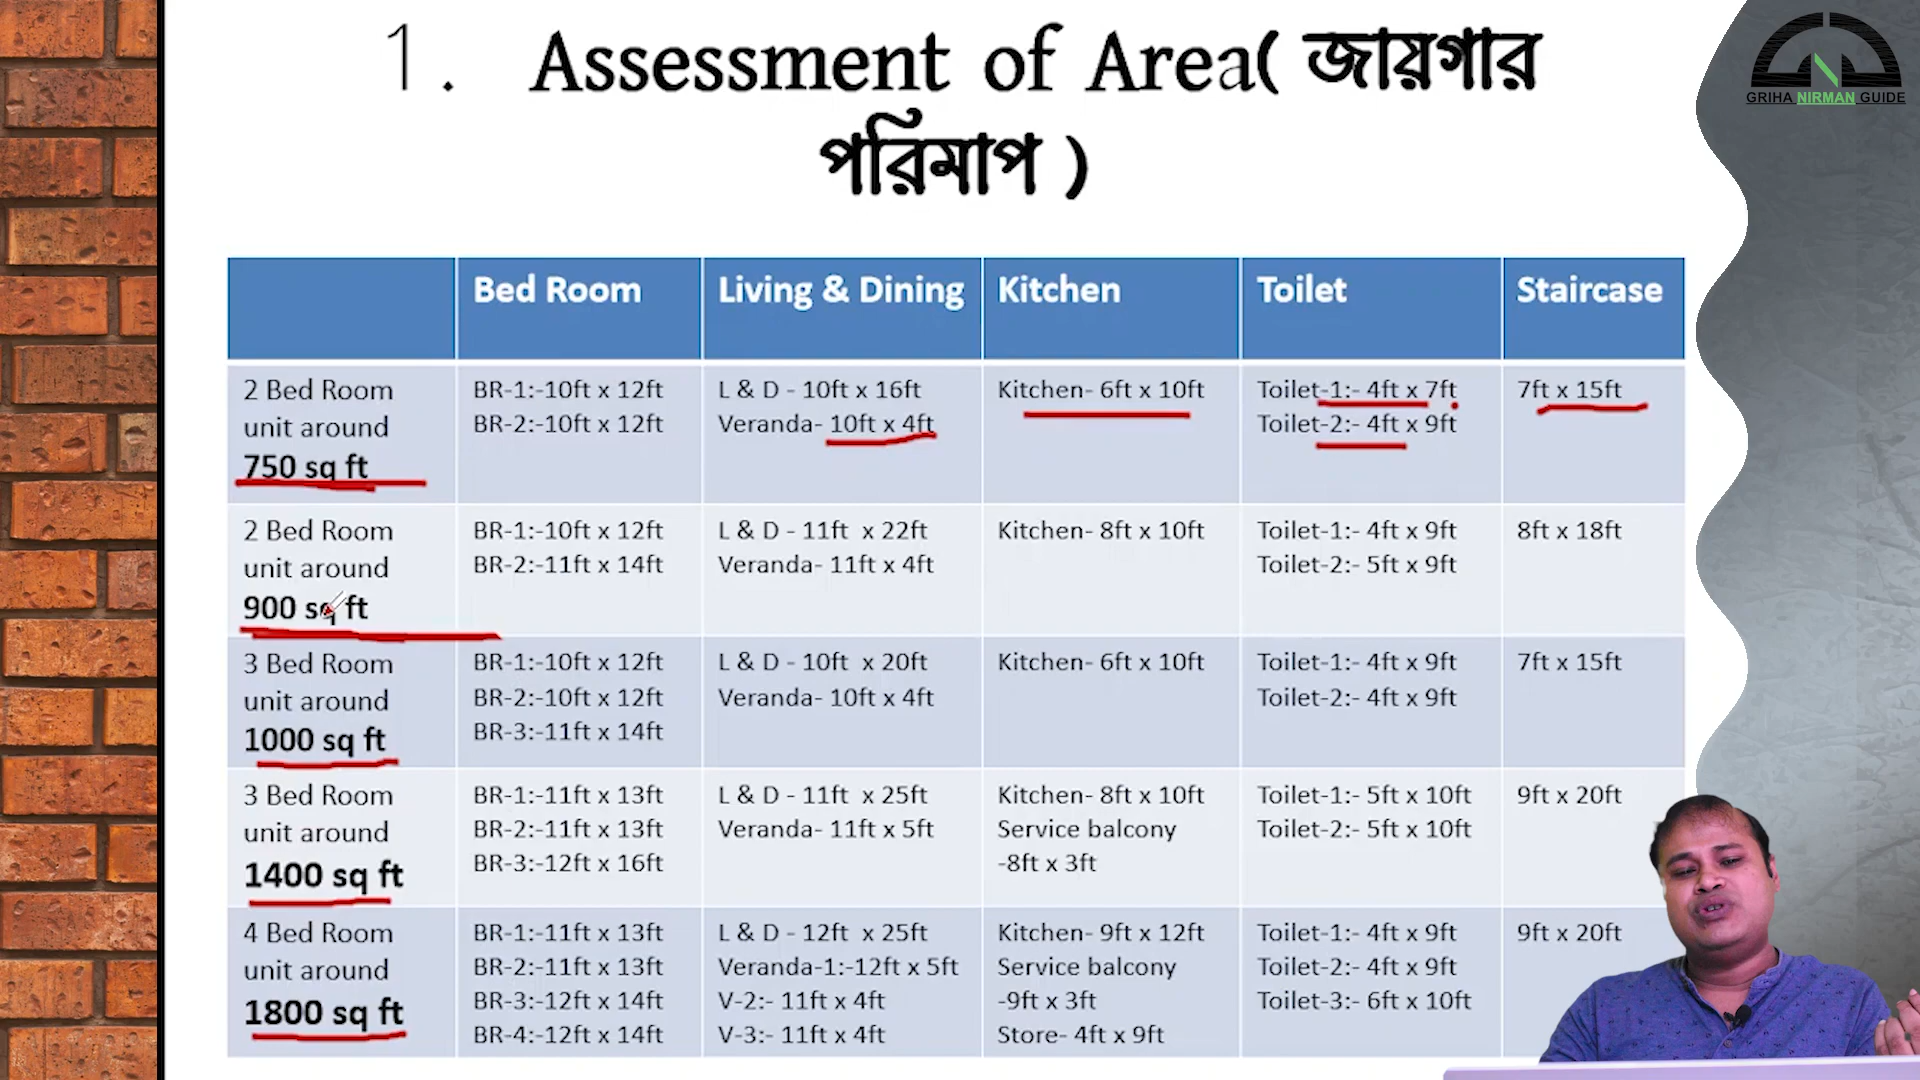 1. Assessment of Area( জায়গার
পরিমাপ )
GRIHA NIRMAN GUIDE
Bed Room
Living & Dining
Kitchen
Toilet
Staircase
2 Bed Room
unit around
750 sq ft
BR-1:-10ft x 12ft
BR-2:-10ft x 12ft
L & D - 10ft x 16ft
Veranda- 10ft x 4ft
Kitchen- 6ft x 10ft
Toilet-1:- 4ft x 7ft
Toilet-2:- 4ft x 9ft
7ft x 15ft
2 Bed Room
unit around
900 sq ft
BR-1:-10ft x 12ft
BR-2:-11ft x 14ft
L & D - 11ft x 22ft
Veranda- 11ft x 4ft
Kitchen- 8ft x 10ft
Toilet-1:- 4ft x 9ft
Toilet-2:- 5ft x 9ft
8ft x 18ft
3 Bed Room
unit around
1000 sq ft
BR-1:-10ft x 12ft
BR-2:-10ft x 12ft
BR-3:-11ft x 14ft
L & D - 10ft x 20ft
Veranda- 10ft x 4ft
Kitchen- 6ft x 10ft
Toilet-1:- 4ft x 9ft
Toilet-2:- 4ft x 9ft
7ft x 15ft
3 Bed Room
unit around
1400 sq ft
BR-1:-11ft x 13ft
BR-2:-11ft x 13ft
BR-3:-12ft x 16ft
L & D - 11ft x 25ft
Veranda- 11ft x 5ft
Kitchen- 8ft x 10ft
Service balcony
-8ft x 3ft
Toilet-1:- 5ft x 10ft
Toilet-2:- 5ft x 10ft
9ft x 20ft
4 Bed Room
unit around
1800 sq ft
BR-1:-11ft x 13ft
BR-2:-11ft x 13ft
BR-3:-12ft x 14ft
BR-4:-12ft x 14ft
L & D - 12ft x 25ft
Veranda-1:-12ft x 5ft
V-2:- 11ft x 4ft
V-3:- 11ft x 4ft
Kitchen- 9ft x 12ft
Service balcony
-9ft x 3ft
Store- 4ft x 9ft
Toilet-1:- 4ft x 9ft
Toilet-2:- 4ft x 9ft
Toilet-3:- 6ft x 10ft
9ft x 20ft